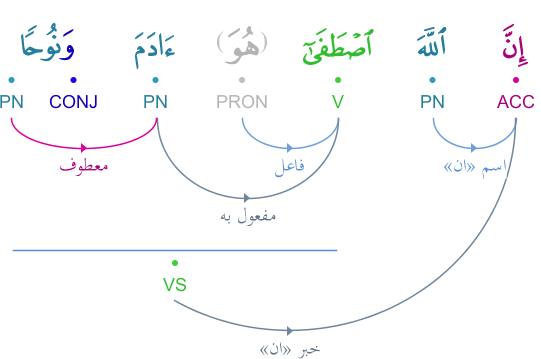 إِنَّ ٱللَّهَ ٱصْطَفَىٰٓ (هُوَ) ءَادَمَ وَنُوحًا
ACC PN V PRON PN CONJ PN
اسم «ان» فاعل معطوف
مفعول به
VS
خبر «ان»